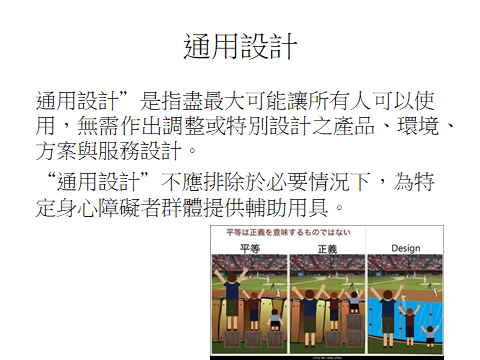 通用設計
通用設計”是指盡最大可能讓所有人可以使
用，無需作出調整或特別設計之產品、環境、
方案與服務設計。
“通用設計”不應排除於必要情況下，為特
定身心障礙者群體提供輔助用具。
平等は正義を意味するものではない
平等 正義 Design